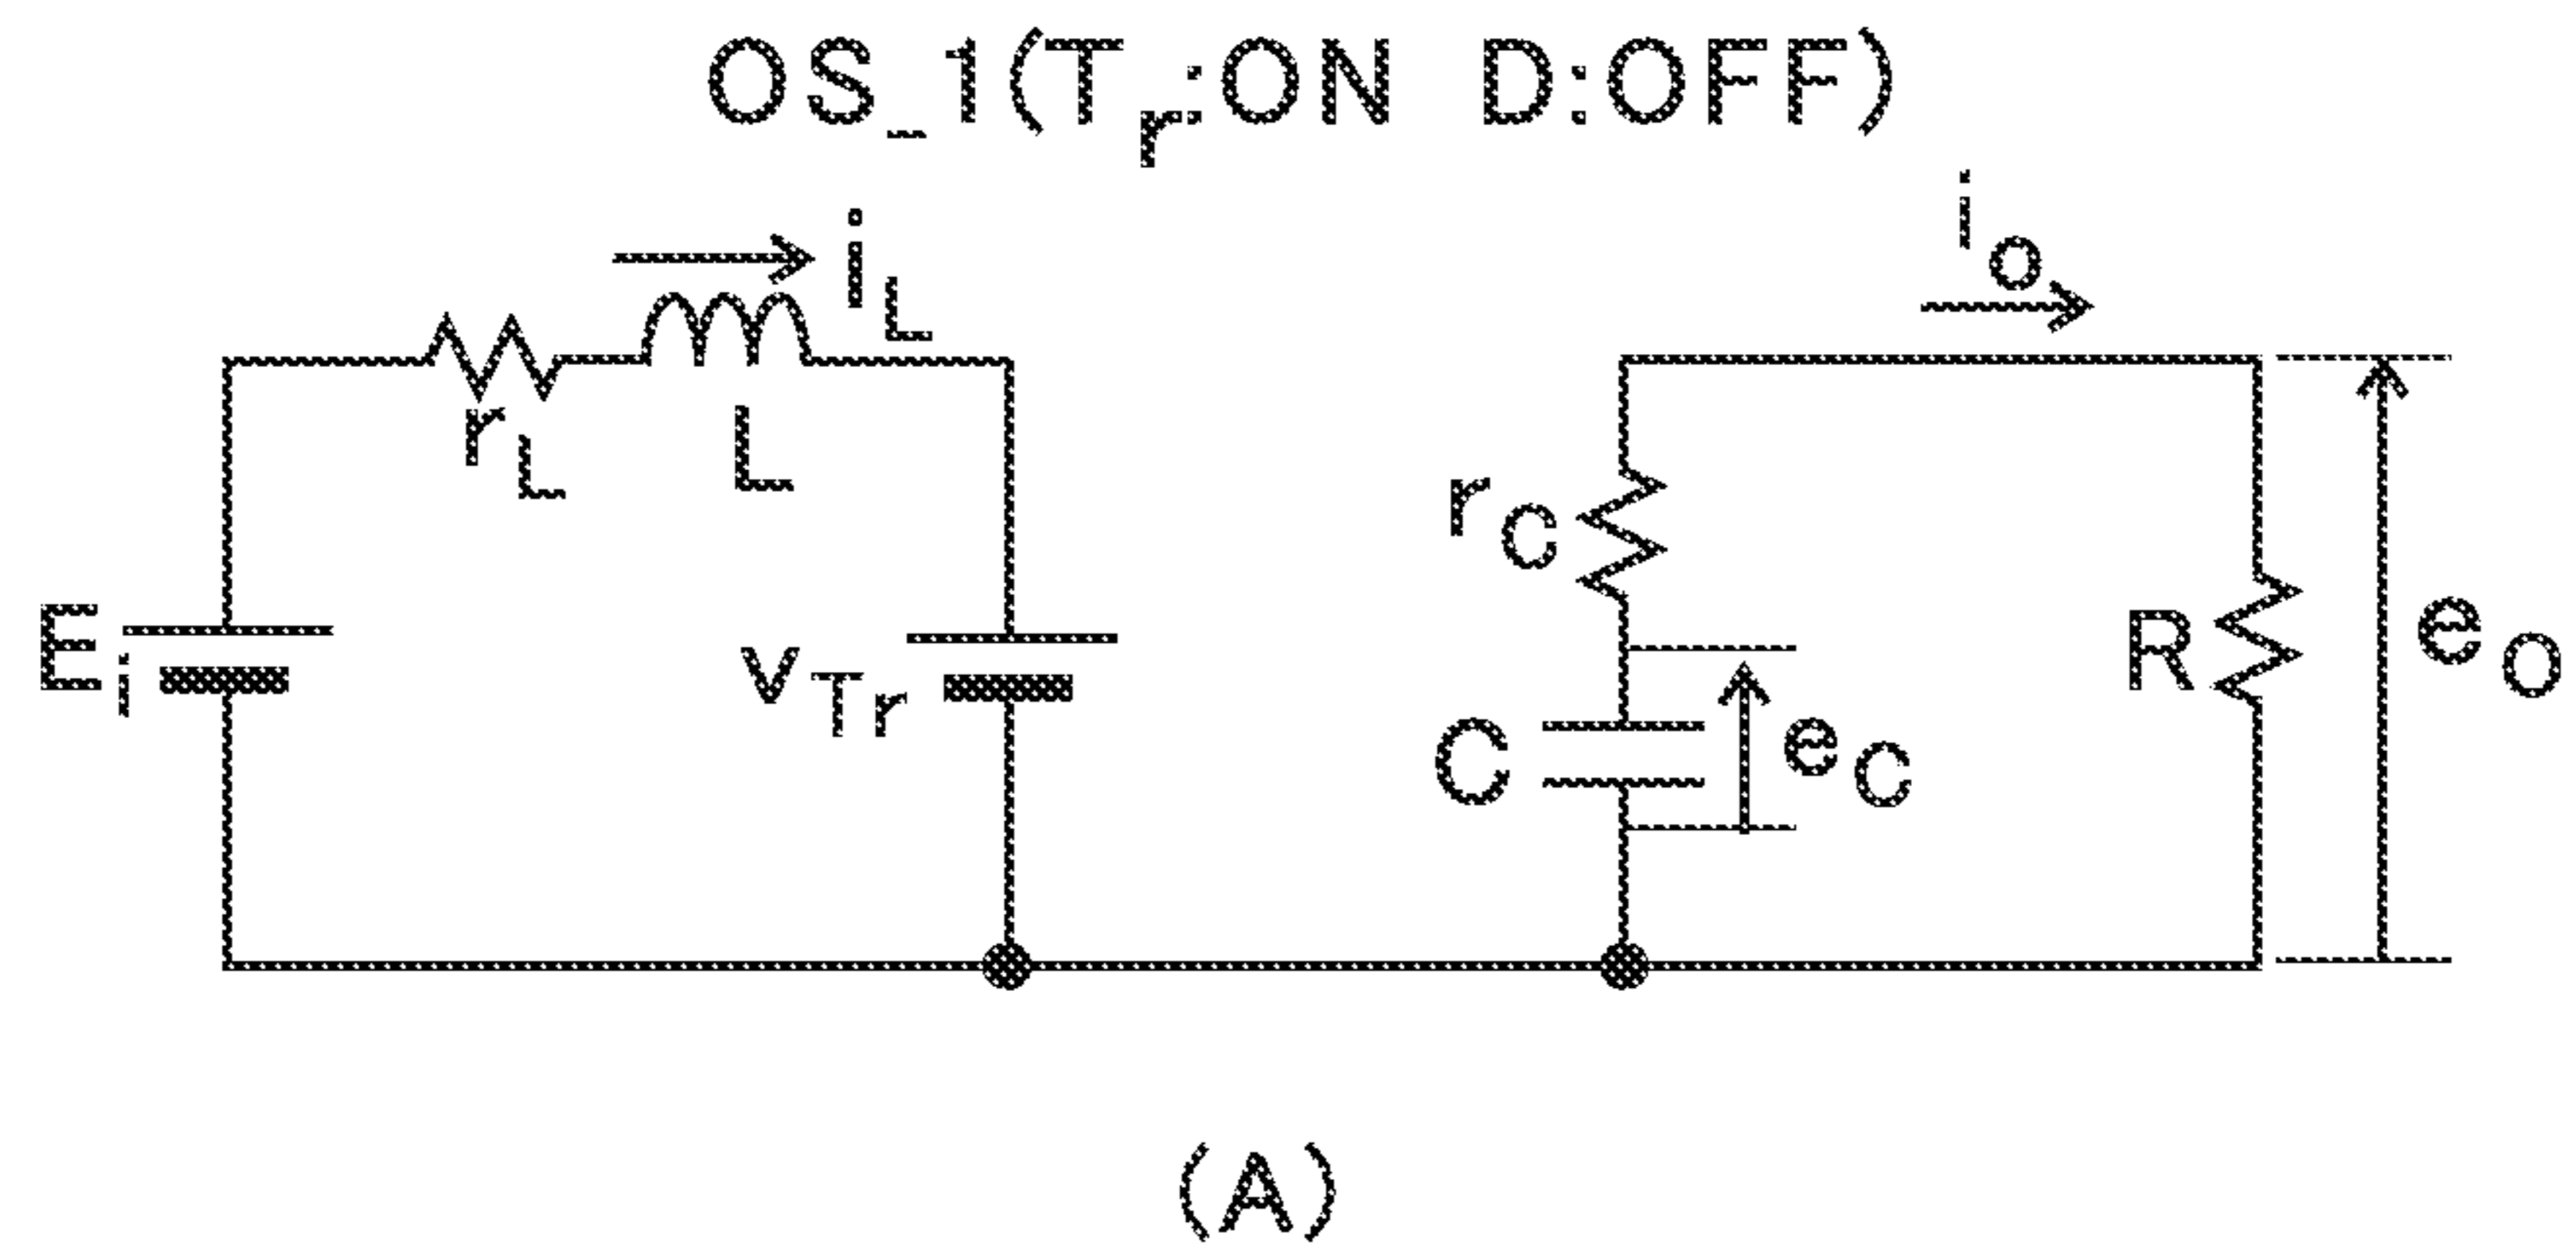 OS_1(Tr:ON D:OFF)
iL
io
rL
L
rC
Ei
vTr
C
eC
R
eO
(A)